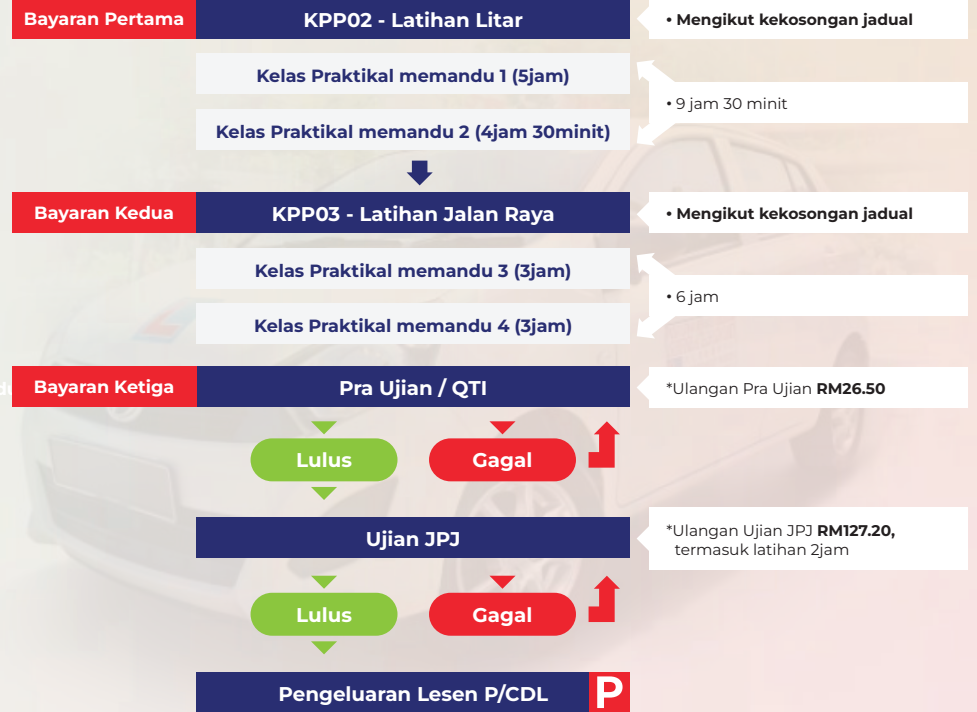 Bayaran Pertama
KPP02 - Latihan Litar
• Mengikut kekosongan jadual
Kelas Praktikal memandu 1 (5jam)
• 9 jam 30 minit
Kelas Praktikal memandu 2 (4jam 30minit)
Bayaran Kedua
KPP03 - Latihan Jalan Raya
• Mengikut kekosongan jadual
Kelas Praktikal memandu 3 (3jam)
• 6 jam
Kelas Praktikal memandu 4 (3jam)
Bayaran Ketiga
Pra Ujian / QTI
*Ulangan Pra Ujian RM26.50
Lulus
Gagal
Ujian JPJ
*Ulangan Ujian JPJ RM127.20,
termasuk latihan 2jam
Lulus
Gagal
Pengeluaran Lesen P/CDL
P